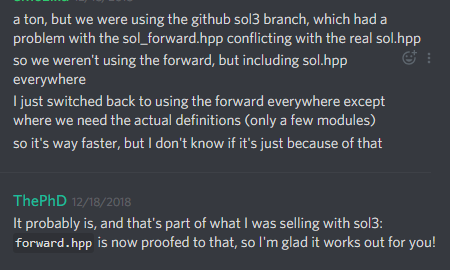 a ton, but we were using the github sol3 branch, which had a
problem with the sol_forward.hpp conflicting with the real sol.hpp
so we weren't using the forward, but including sol.hpp
everywhere
I just switched back to using the forward everywhere except
where we need the actual definitions (only a few modules)
so it's way faster, but I don't know if it's just because of that
ThePhD 12/18/2018
It probably is, and that's part of what I was selling with sol3:
forward.hpp is now proofed to that, so I'm glad it works out for you!